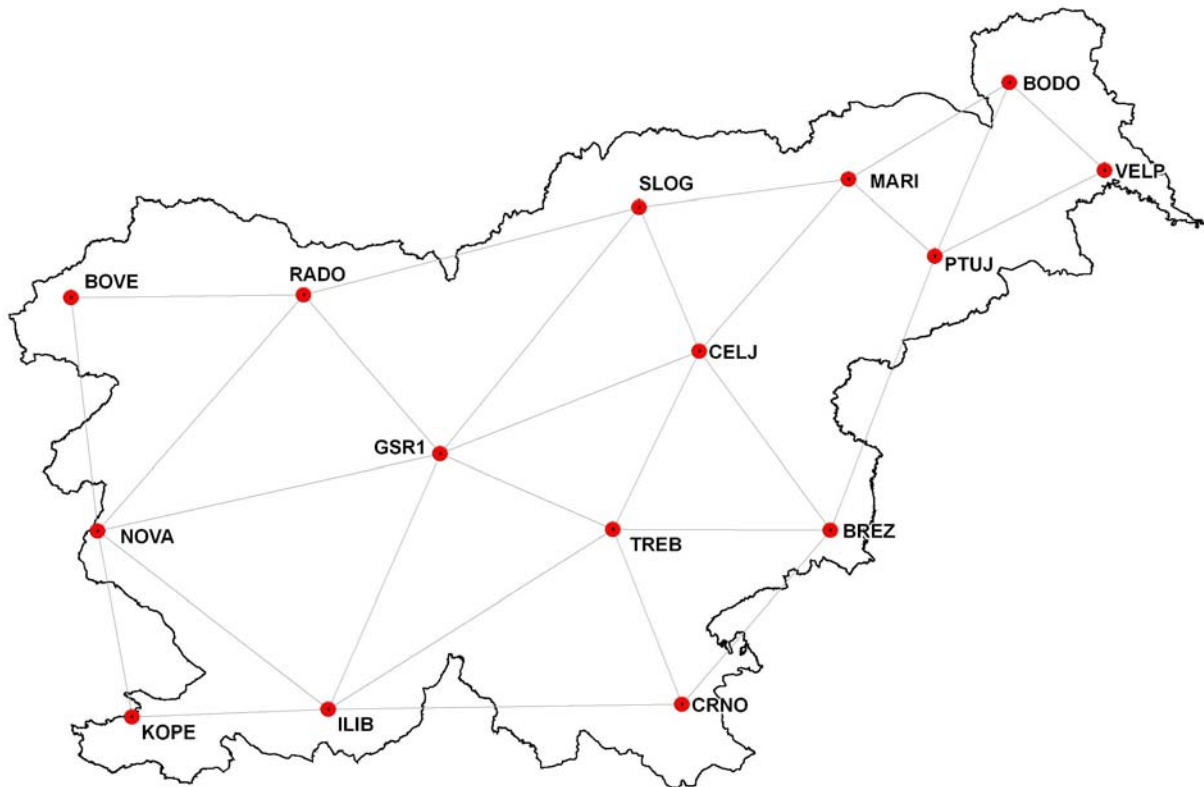 BODO
VELP
SLOG
MARI
PTUJ
BOVE
RADO
CELJ
GSR1
NOVA
TREB
BREZ
KOPE
ILIB
CRNO